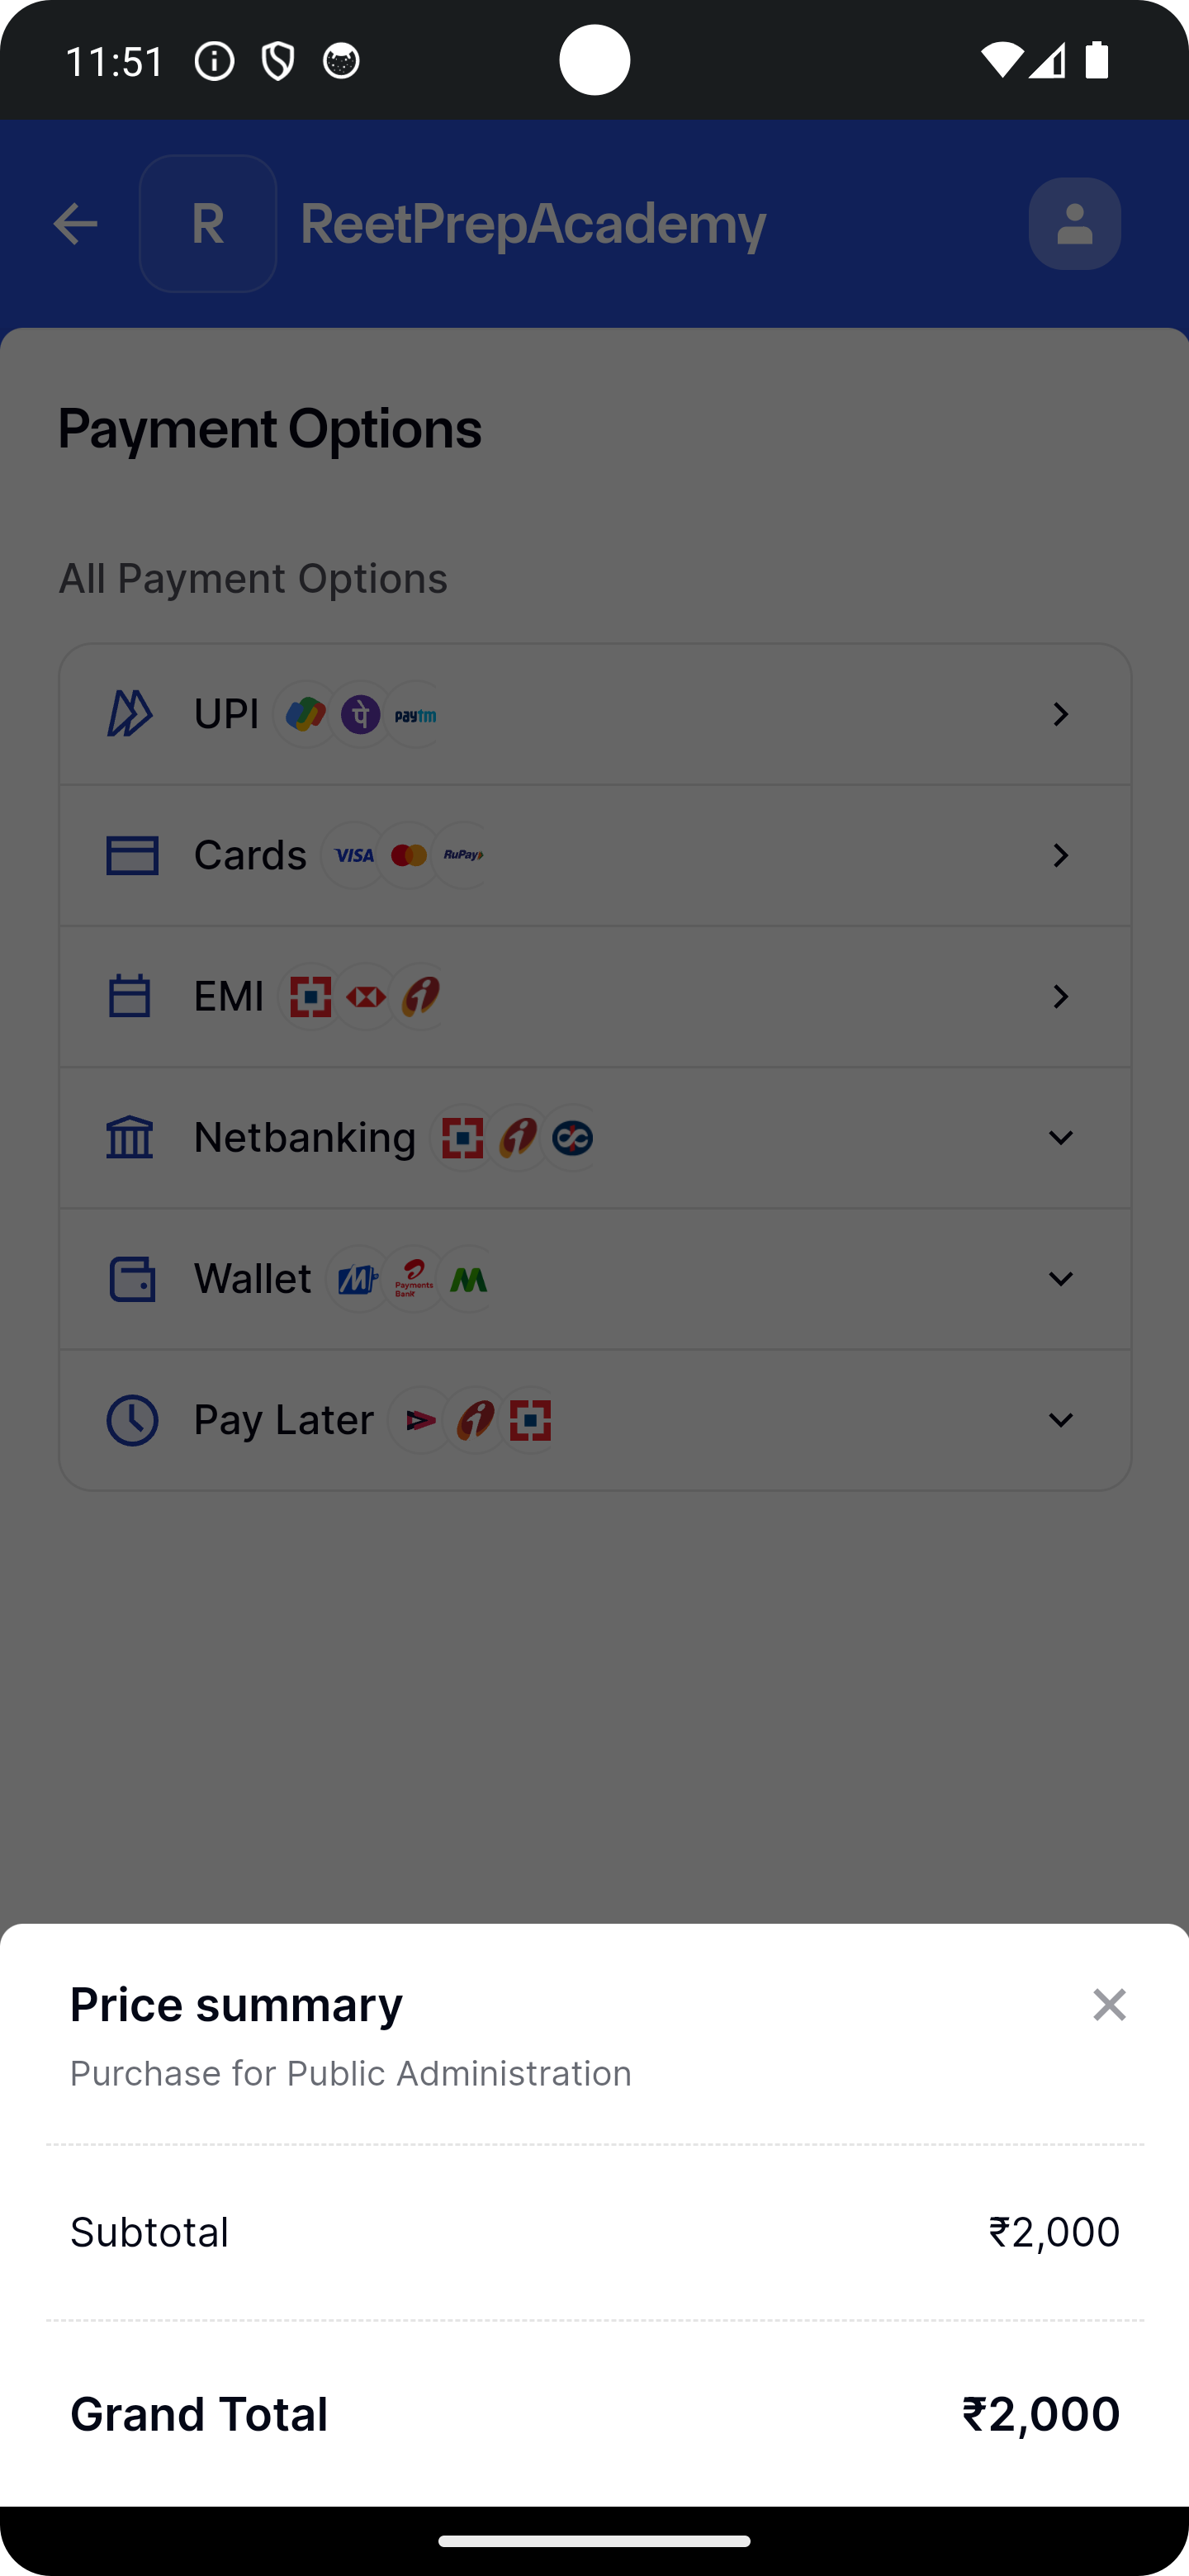 11:51
R ReetPrepAcademy
Payment Options
All Payment Options
UPI पे paytm
Cards VISA RuPay
EMI
Netbanking
Wallet Payments Bank
Pay Later
Price summary
Purchase for Public Administration
Subtotal ₹2,000
Grand Total ₹2,000